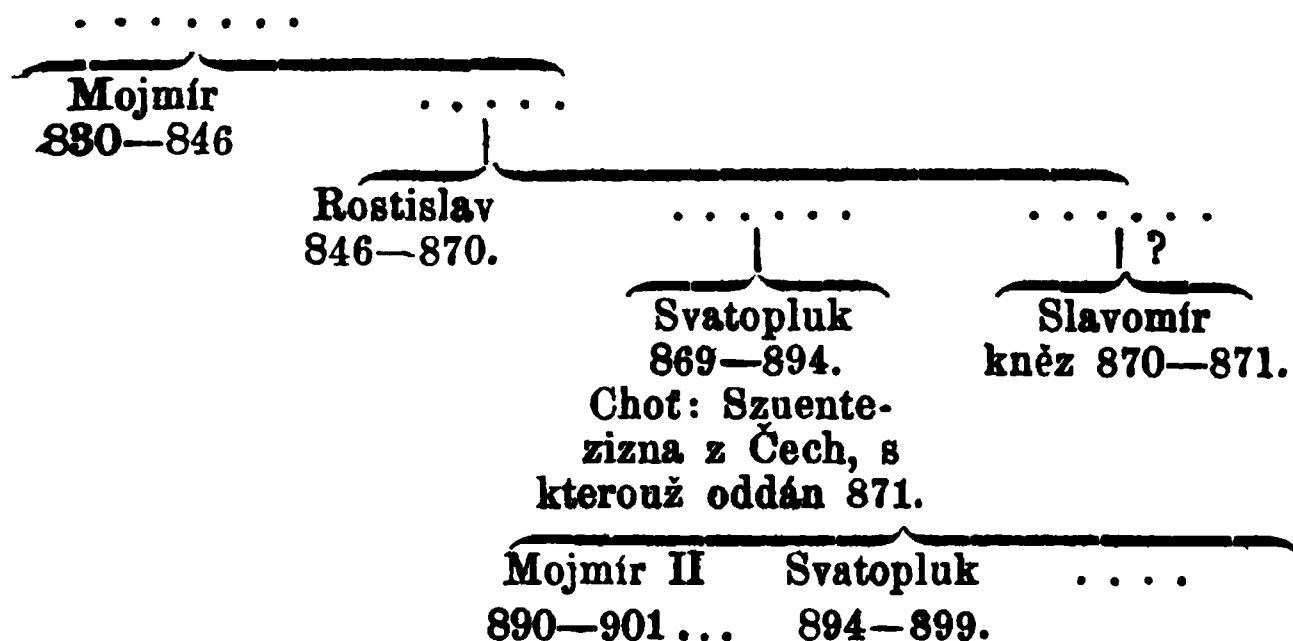 . . . . . . .
Mojmír
830—846
. . . . .
Rostislav
846—870.
. . . . . .
. . . . . .
?
Svatopluk
869—894.
Choť: Szuente-
zizna z Čech, s
kterouž oddán 871.
Slavomír
kněz 870—871.
Mojmír II
890—901 ...
Svatopluk
894—899.
. . . .